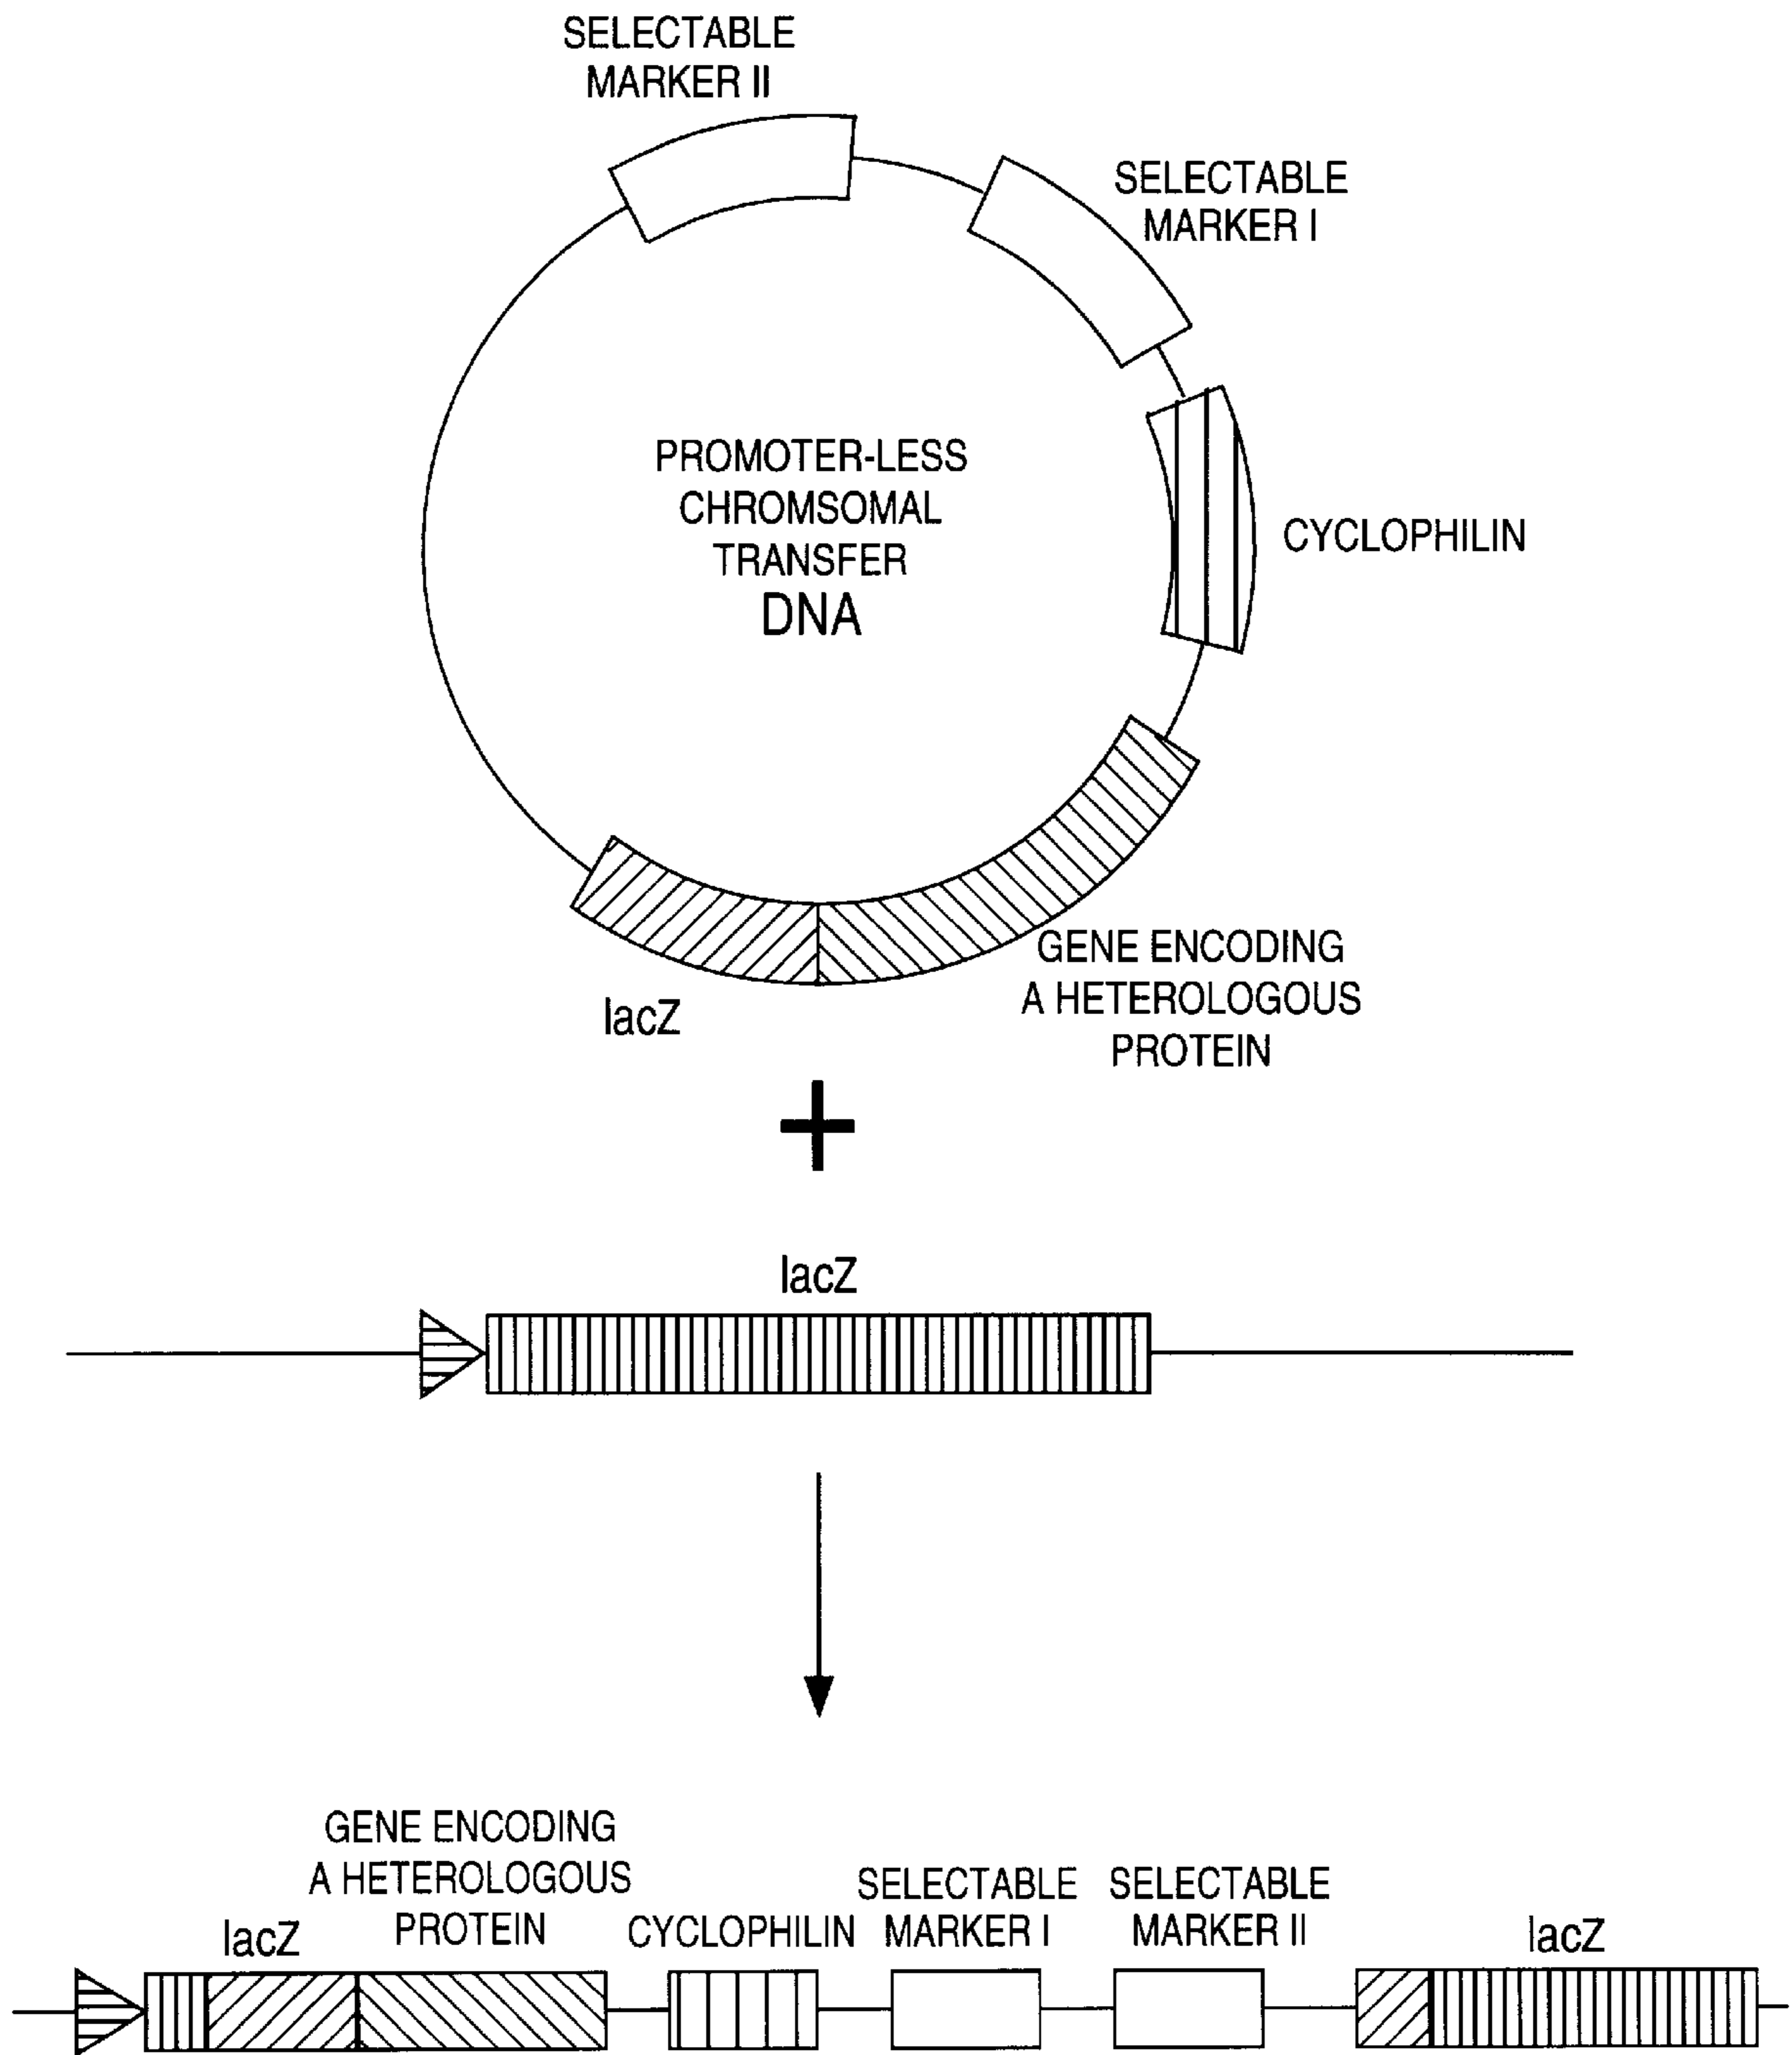 SELECTABLE
MARKER II
SELECTABLE
MARKER I
PROMOTER-LESS
CHROMSOMAL
TRANSFER
DNA
CYCLOPHILIN
GENE ENCODING
A HETEROLOGOUS
PROTEIN
lacZ
+
lacZ
GENE ENCODING
A HETEROLOGOUS
PROTEIN
lacZ
CYCLOPHILIN
SELECTABLE
MARKER I
SELECTABLE
MARKER II
lacZ